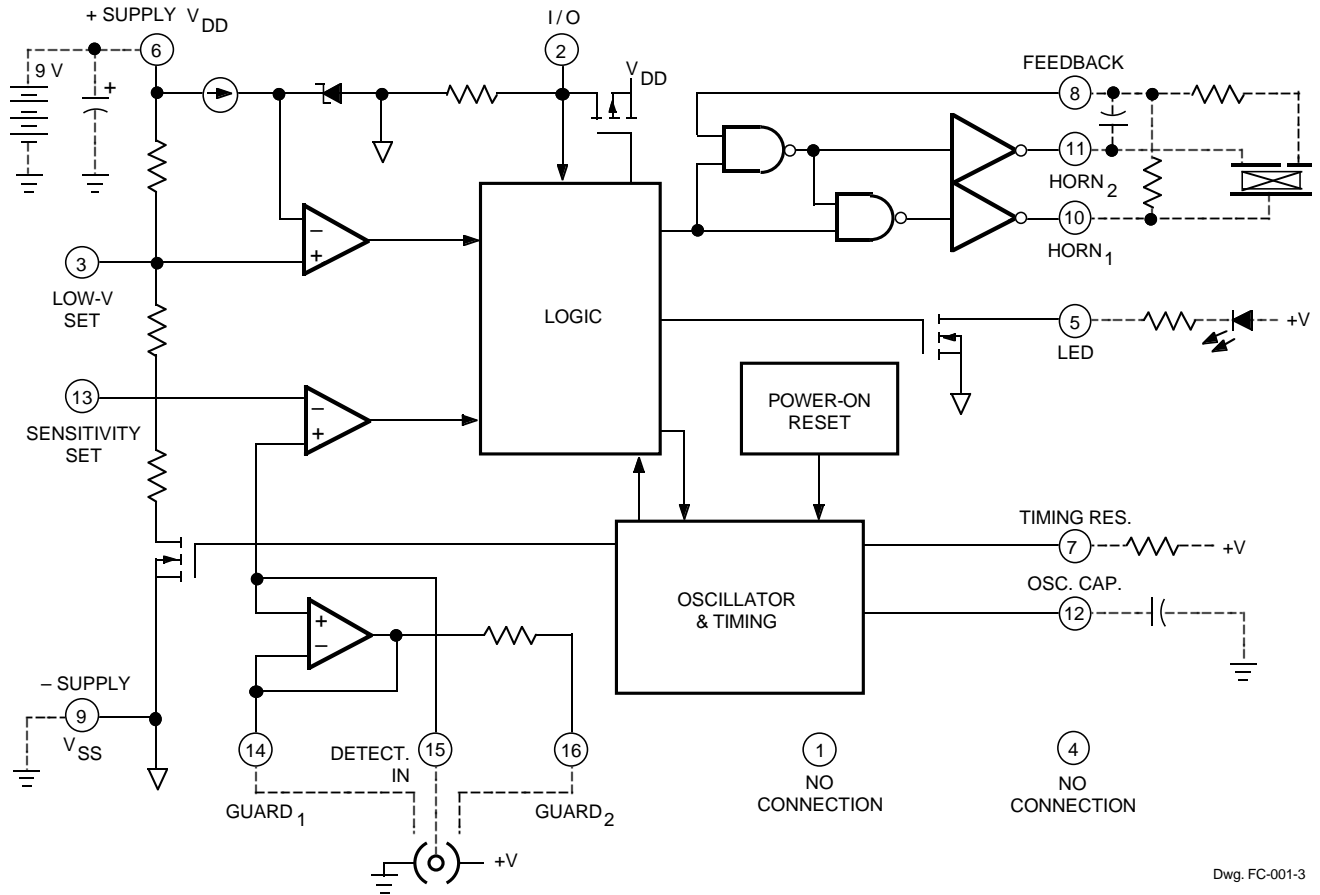 + SUPPLY V DD
6
9 V
+
I / O
2
V DD
FEEDBACK
8
11
HORN 2
10
HORN 1
3
LOW-V
SET
–
+
LOGIC
5
LED
+V
13
SENSITIVITY
SET
–
+
POWER-ON
RESET
TIMING RES.
7
+V
OSC. CAP.
12
OSCILLATOR
& TIMING
+
–
– SUPPLY
9
V SS
14
GUARD 1
DETECT.
IN
15
16
GUARD 2
+V
1
NO
CONNECTION
4
NO
CONNECTION
Dwg. FC-001-3